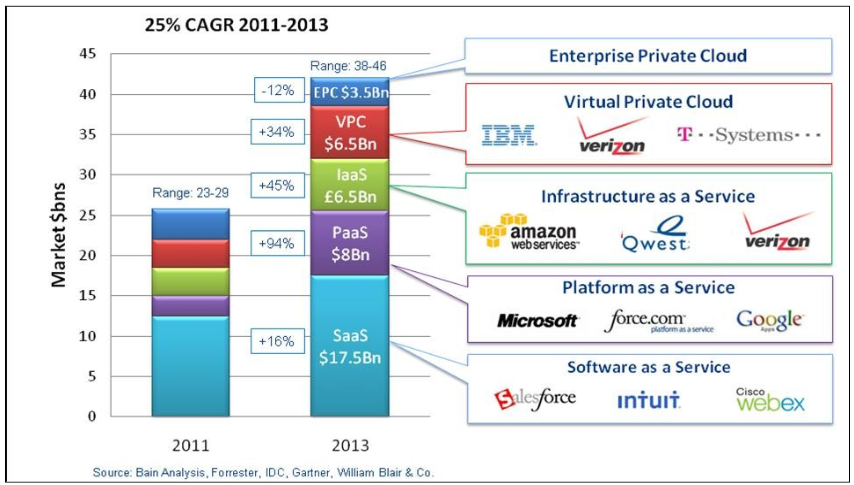 25% CAGR 2011-2013
Market $bns
45
40
35
30
25
20
15
10
5
0
Range: 23-29
2011
Range: 38-46
-12%
EPC $3.5Bn
+34%
VPC
$6.5Bn
+45%
IaaS
£6.5Bn
+94%
PaaS
$8Bn
+16%
SaaS
$17.5Bn
2013
Enterprise Private Cloud
Virtual Private Cloud
IBM verizon T··Systems···
Infrastructure as a Service
amazon
webservices™
Qwest
verizon
Platform as a Service
Microsoft force.com Google
platform as a service Apps
Software as a Service
Salesforce INTUIT Cisco
webex
Source: Bain Analysis, Forrester, IDC, Gartner, William Blair & Co.